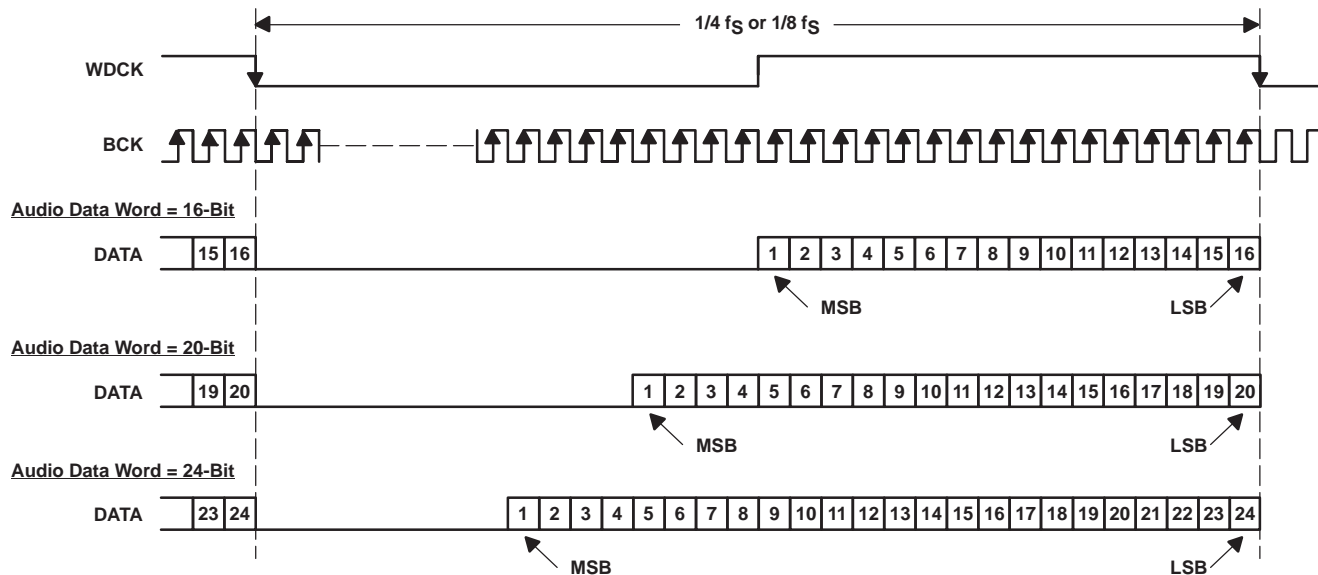 1/4 fS or 1/8 fS
WDCK
BCK
Audio Data Word = 16-Bit
DATA 15 16 1 2 3 4 5 6 7 8 9 10 11 12 13 14 15 16
MSB LSB
Audio Data Word = 20-Bit
DATA 19 20 1 2 3 4 5 6 7 8 9 10 11 12 13 14 15 16 17 18 19 20
MSB LSB
Audio Data Word = 24-Bit
DATA 23 24 1 2 3 4 5 6 7 8 9 10 11 12 13 14 15 16 17 18 19 20 21 22 23 24
MSB LSB